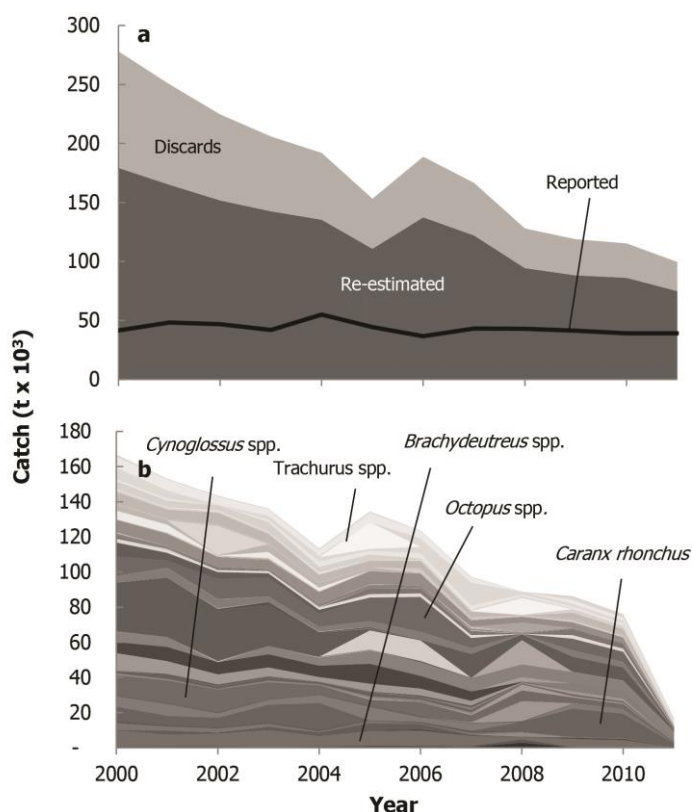 a
300
250
200
150
100
50
0
Discards
Reported
Re-estimated
Catch (t x 10³)
b
180
160
140
120
100
80
60
40
20
-
Cynoglossus spp.
Trachurus spp.
Brachydeutreus spp.
Octopus spp.
Caranx rhonchus
2000 2002 2004 2006 2008 2010
Year